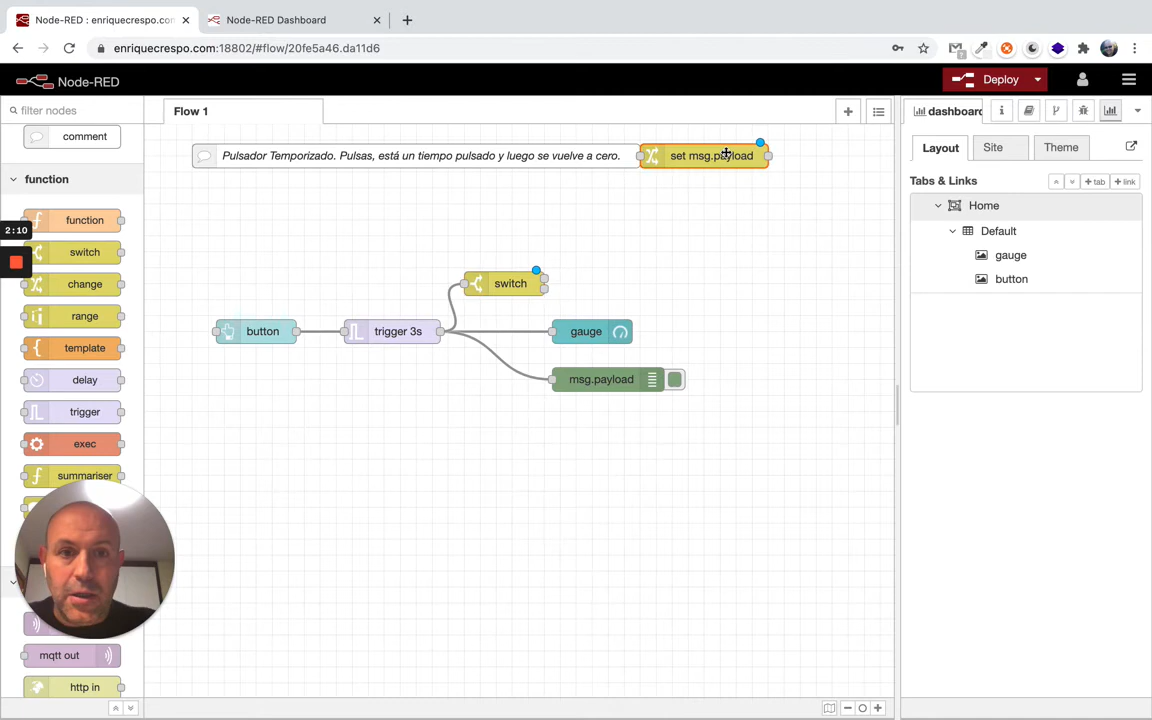 Node-RED : enriquecrespo.con
Node-RED Dashboard
enriquecrespo.com:18802/#flow/20fe5a46.da11d6
Node-RED
Deploy
filter nodes
Flow 1
dashboard
comment
Pulsador Temporizado. Pulsas, está un tiempo pulsado y luego se vuelve a cero.
set msg.payload
Layout
Site
Theme
function
Tabs & Links
tab
link
Home
function
2:10
Default
switch
gauge
change
switch
button
range
button
trigger 3s
gauge
template
delay
msg.payload
trigger
exec
summariser
mqtt out
http in